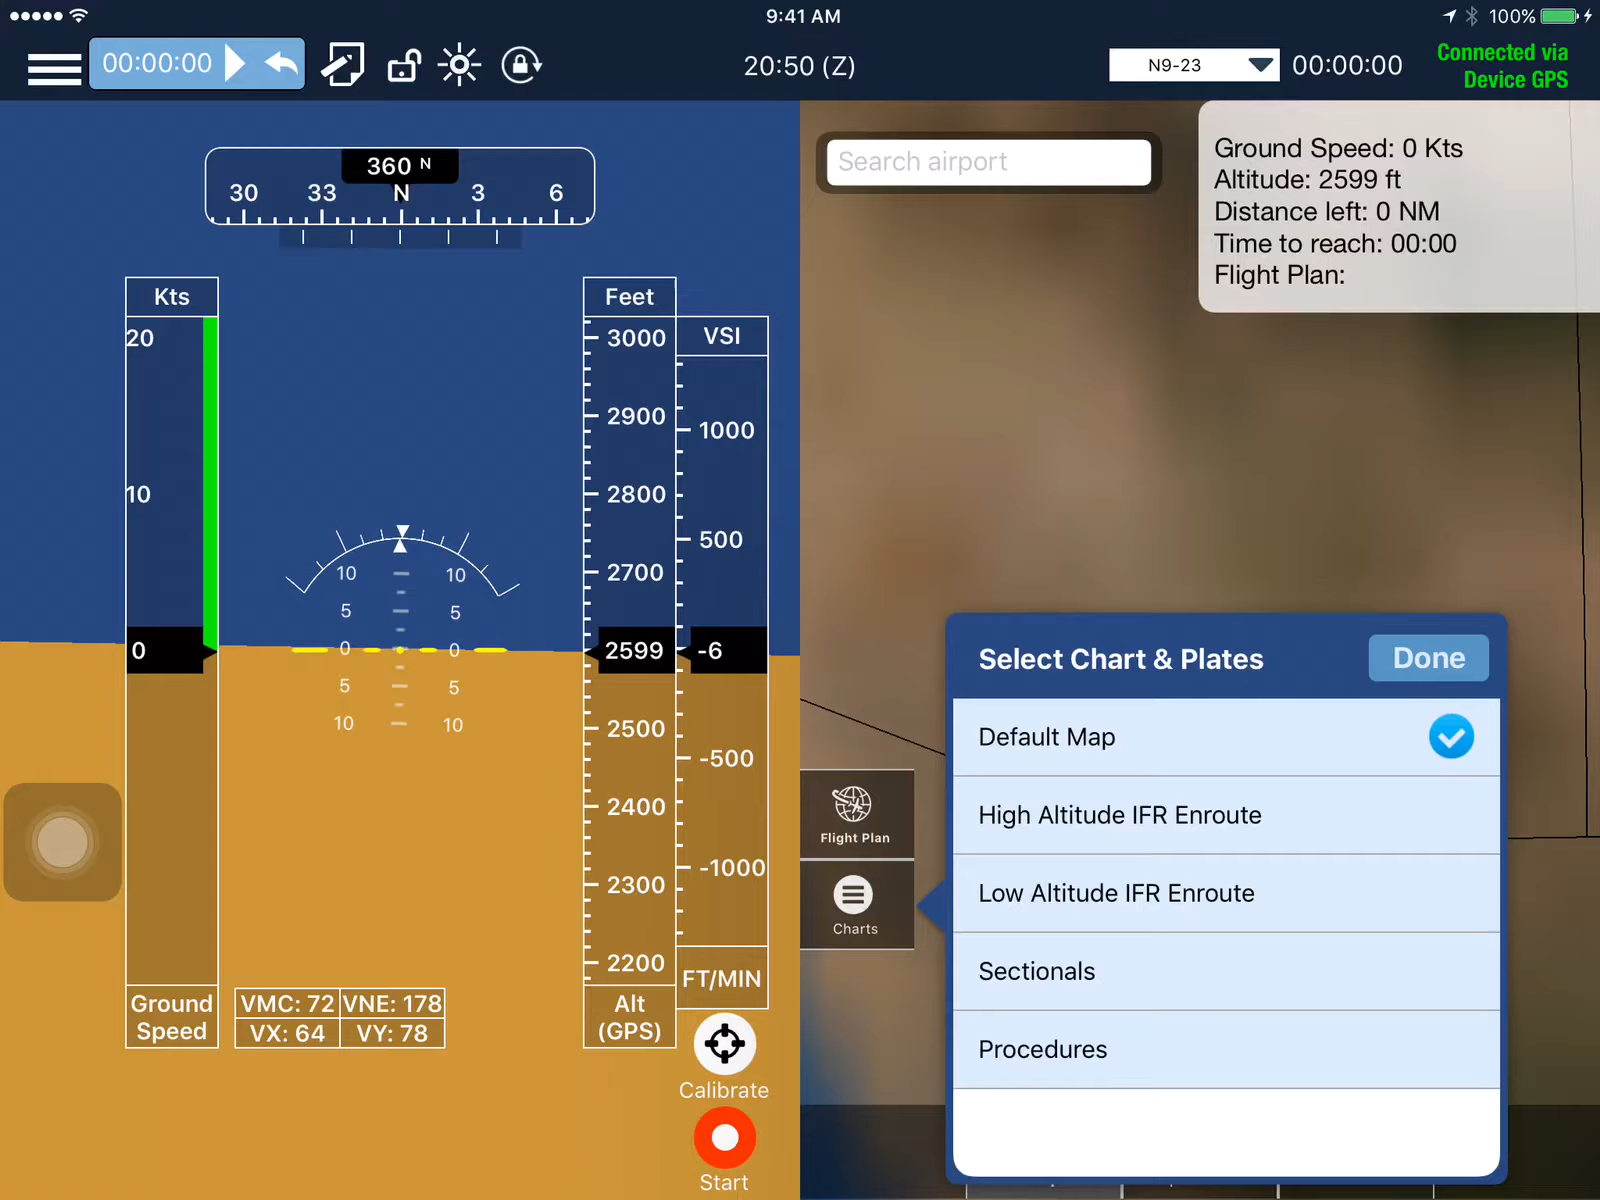 9:41 AM
100%
00:00:00
20:50 (Z)
N9-23
00:00:00
Connected via
Device GPS
360 N
30 33 N 3 6
Kts
20
10
0
Ground
Speed
VMC: 72 VNE: 178
VX: 64 VY: 78
10 10
5 5
0 0
5 5
10 10
Feet
3000
2900
2800
2700
2599
2500
2400
2300
2200
Alt
(GPS)
VSI
1000
500
-6
-500
-1000
FT/MIN
Calibrate
Start
Search airport
Ground Speed: 0 Kts
Altitude: 2599 ft
Distance left: 0 NM
Time to reach: 00:00
Flight Plan:
Flight Plan
Charts
Select Chart & Plates
Done
Default Map
High Altitude IFR Enroute
Low Altitude IFR Enroute
Sectionals
Procedures